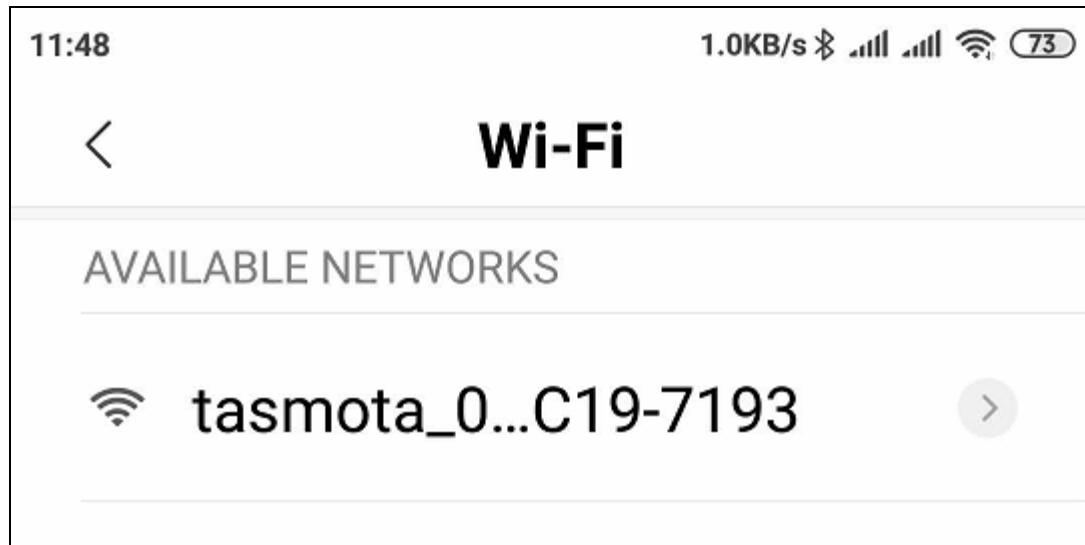 11:48 1.0KB/s 73
Wi-Fi
AVAILABLE NETWORKS
tasmota_0...C19-7193